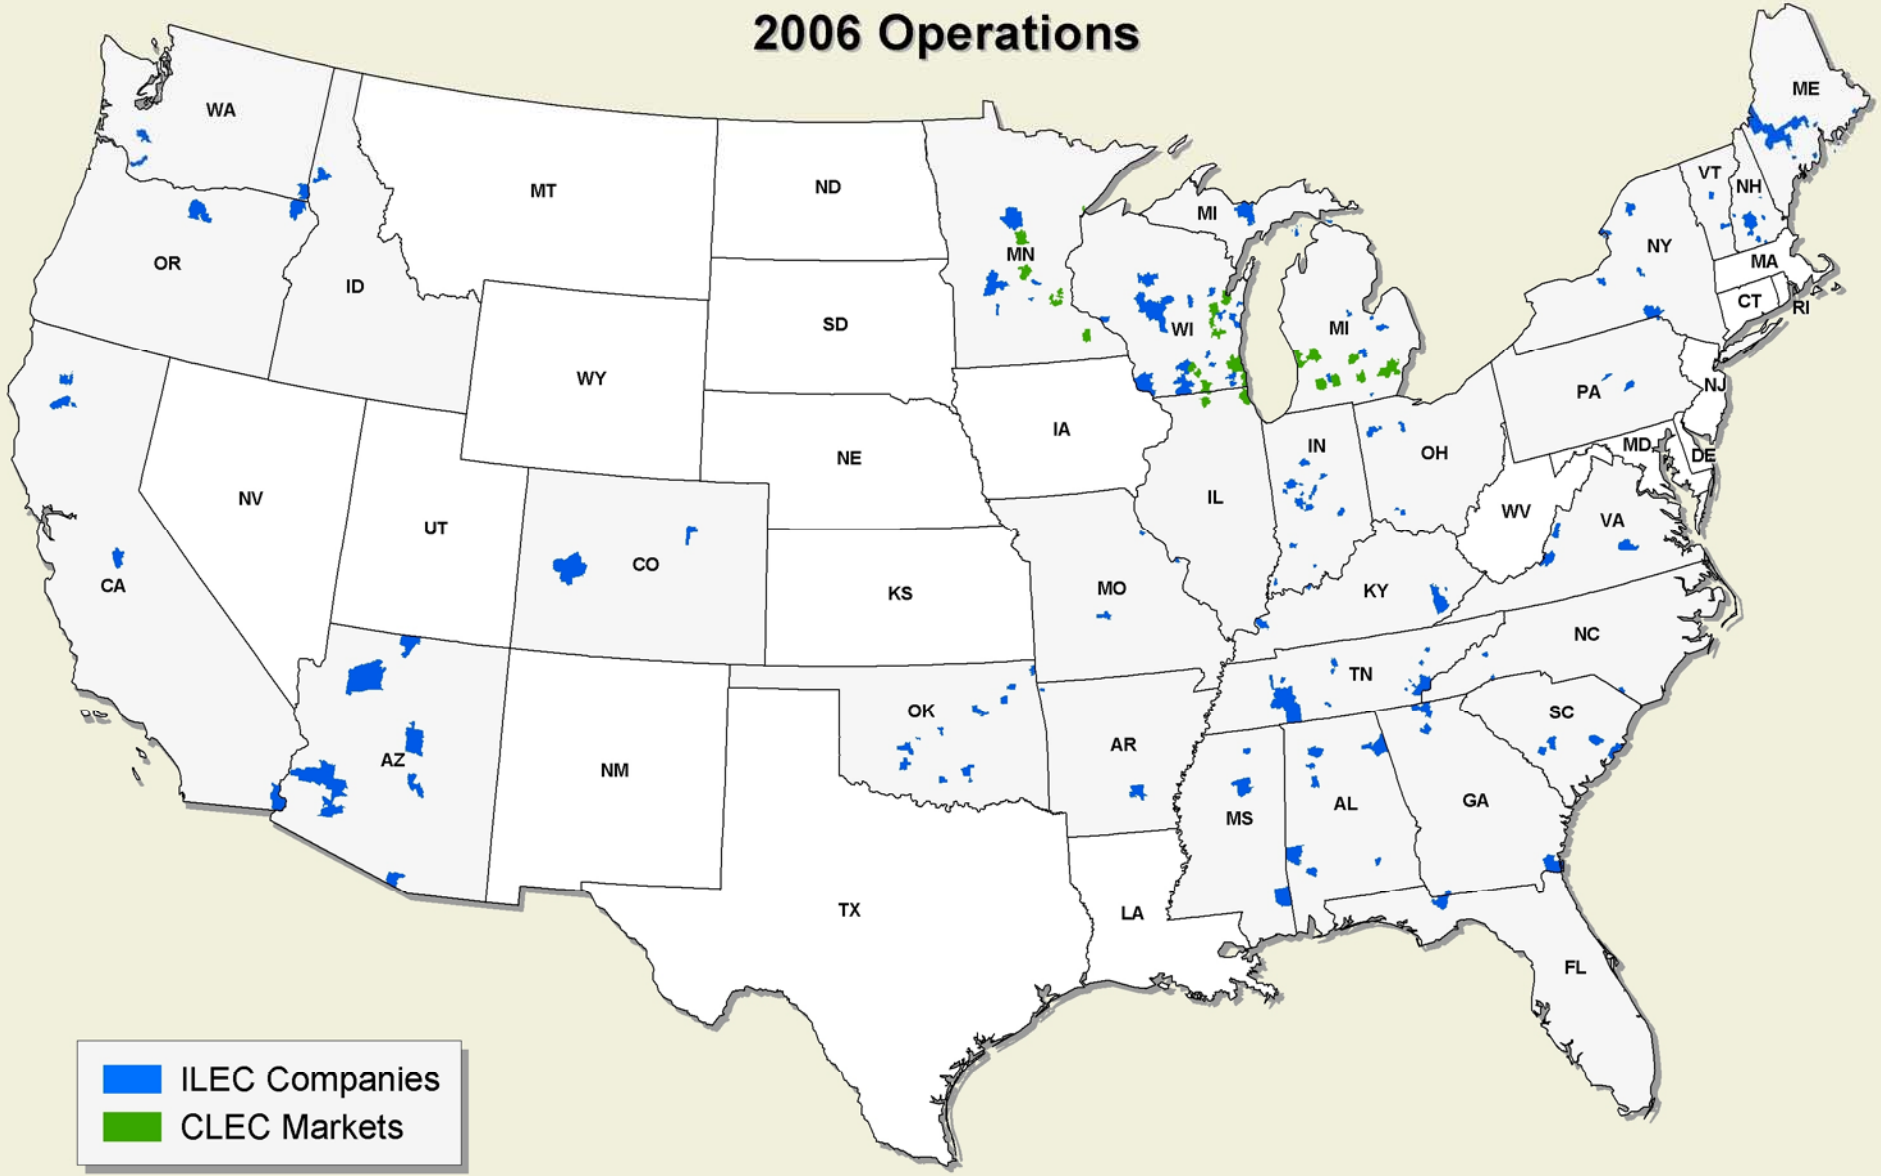 2006 Operations
WA
ME
MT
ND
VT
NH
MI
OR
ID
MN
NY
MA
CT
RI
SD
WI
MI
WY
PA
NJ
IA
NE
IN
OH
MD
DE
NV
UT
CO
IL
WV
VA
CA
KS
MO
KY
NC
TN
OK
SC
AZ
NM
AR
MS
AL
GA
TX
LA
FL
ILEC Companies
CLEC Markets